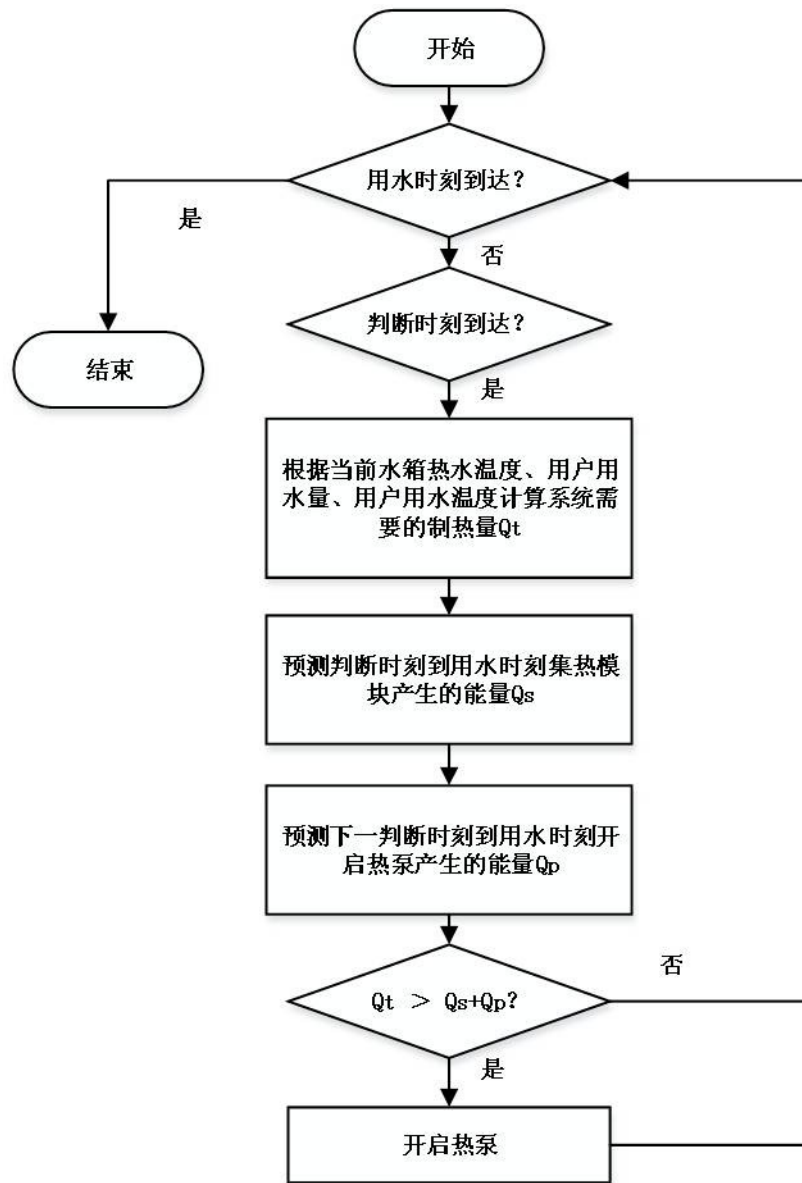 开始
用水时刻到达?
是
否
判断时刻到达?
结束
是
根据当前水箱热水温度、用户用
水量、用户用水温度计算系统需
要的制热量Qt
预测判断时刻到用水时刻集热模
块产生的能量Qs
预测下一判断时刻到用水时刻开
启热泵产生的能量Qp
否
Qt > Qs+Qp?
是
开启热泵